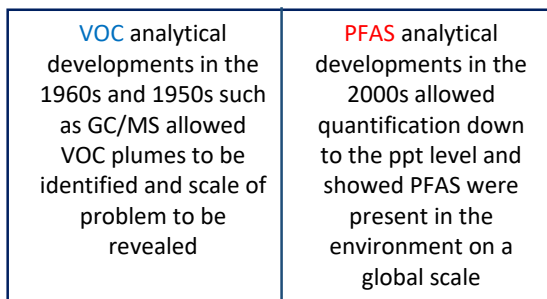 VOC analytical
developments in the
1960s and 1950s such
as GC/MS allowed
VOC plumes to be
identified and scale of
problem to be
revealed
PFAS analytical
developments in the
2000s allowed
quantification down
to the ppt level and
showed PFAS were
present in the
environment on a
global scale